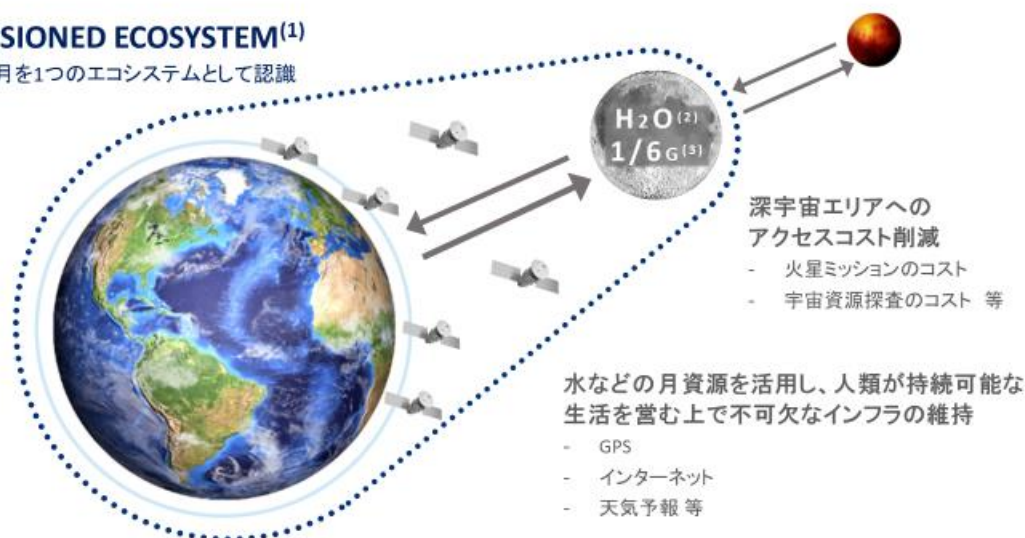 SIONED ECOSYSTEM(1)
月を1つのエコシステムとして認識
H2O(2)
1/6G(3)
深宇宙エリアへの
アクセスコスト削減
- 火星ミッションのコスト
- 宇宙資源探査のコスト 等
水などの月資源を活用し、人類が持続可能な
生活を営む上で不可欠なインフラの維持
- GPS
- インターネット
- 天気予報 等